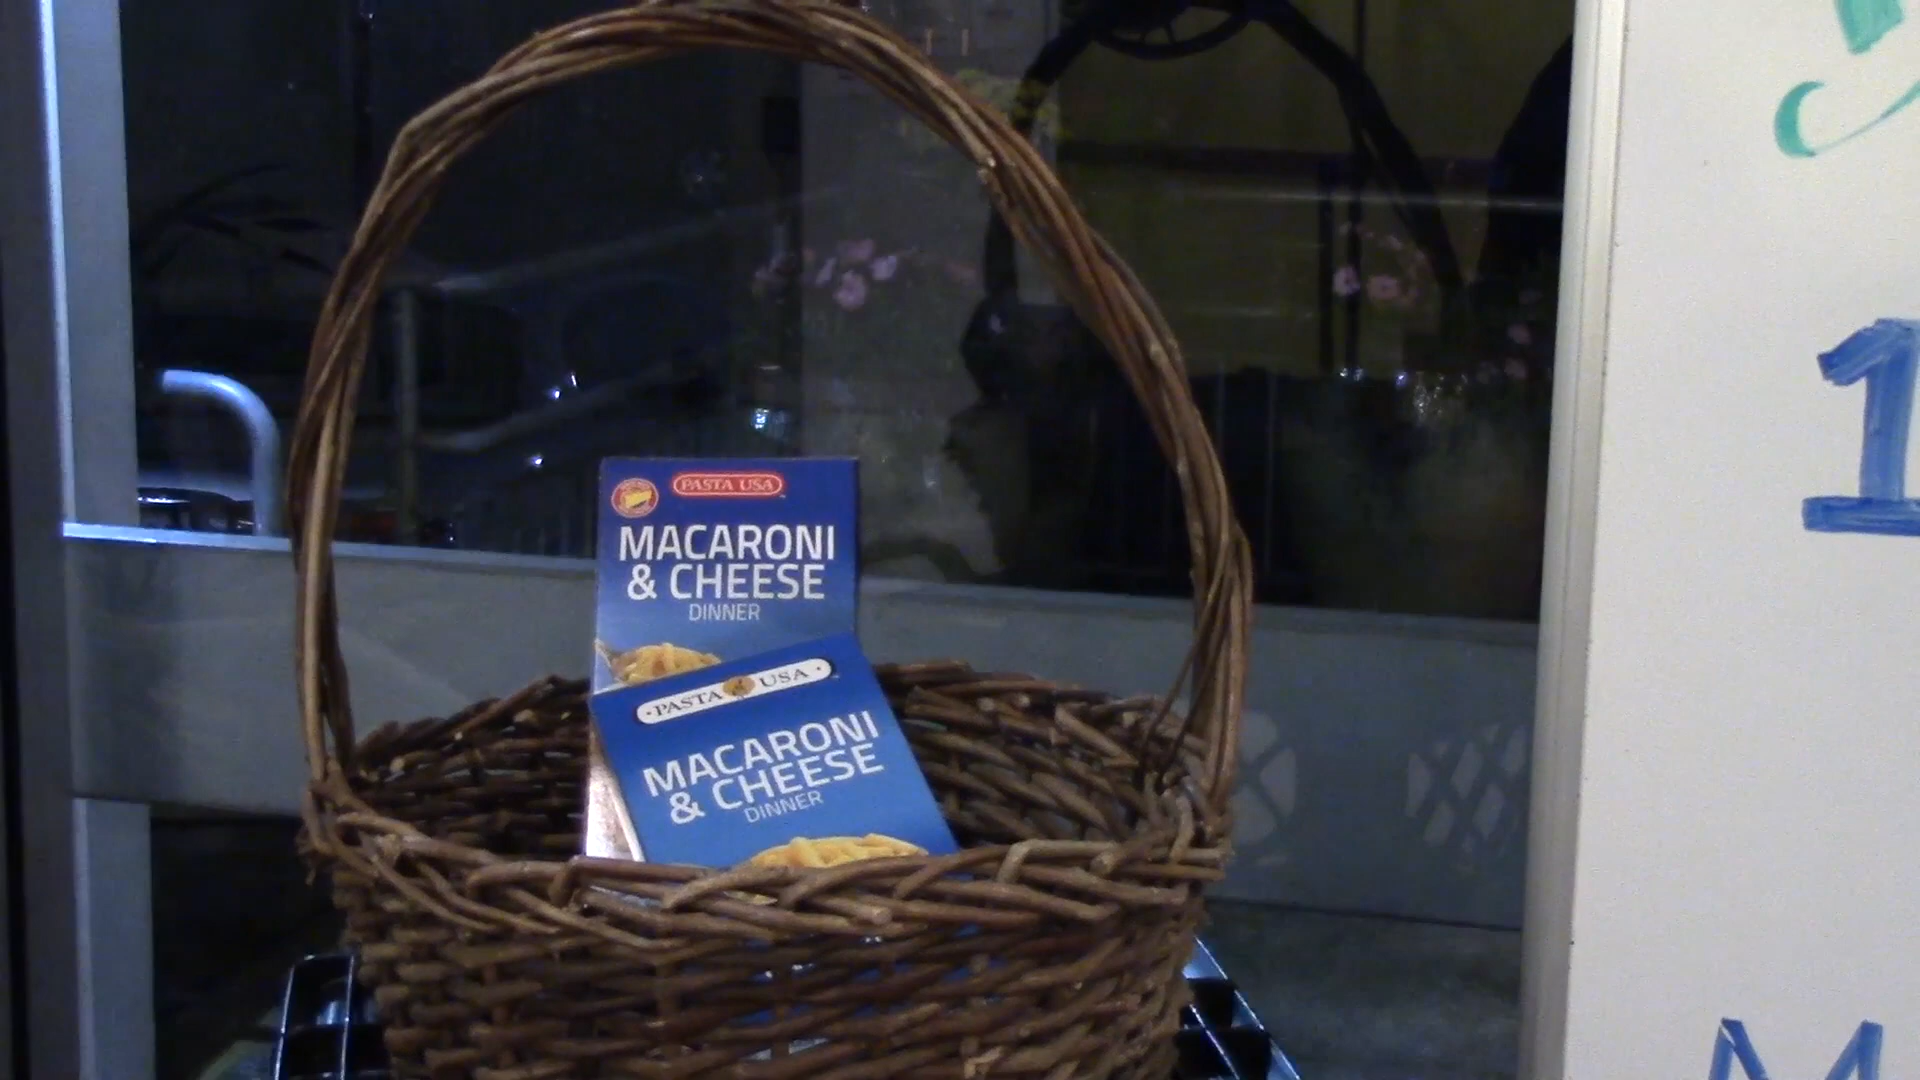 PASTA USA
MACARONI
& CHEESE
DINNER
PASTA USA
MACARONI
& CHEESE
DINNER
1
M